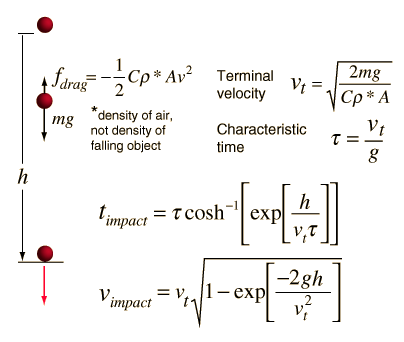 f_drag = -1/2 Cρ* Av²
mg
*density of air,
not density of
falling object
Terminal
velocity
v_t = √(2mg / Cρ* A)
Characteristic
time
τ = v_t / g
h
t_impact = τ cosh⁻¹[exp[h / v_t τ]]
v_impact = v_t √(1 - exp[-2gh / v_t²])